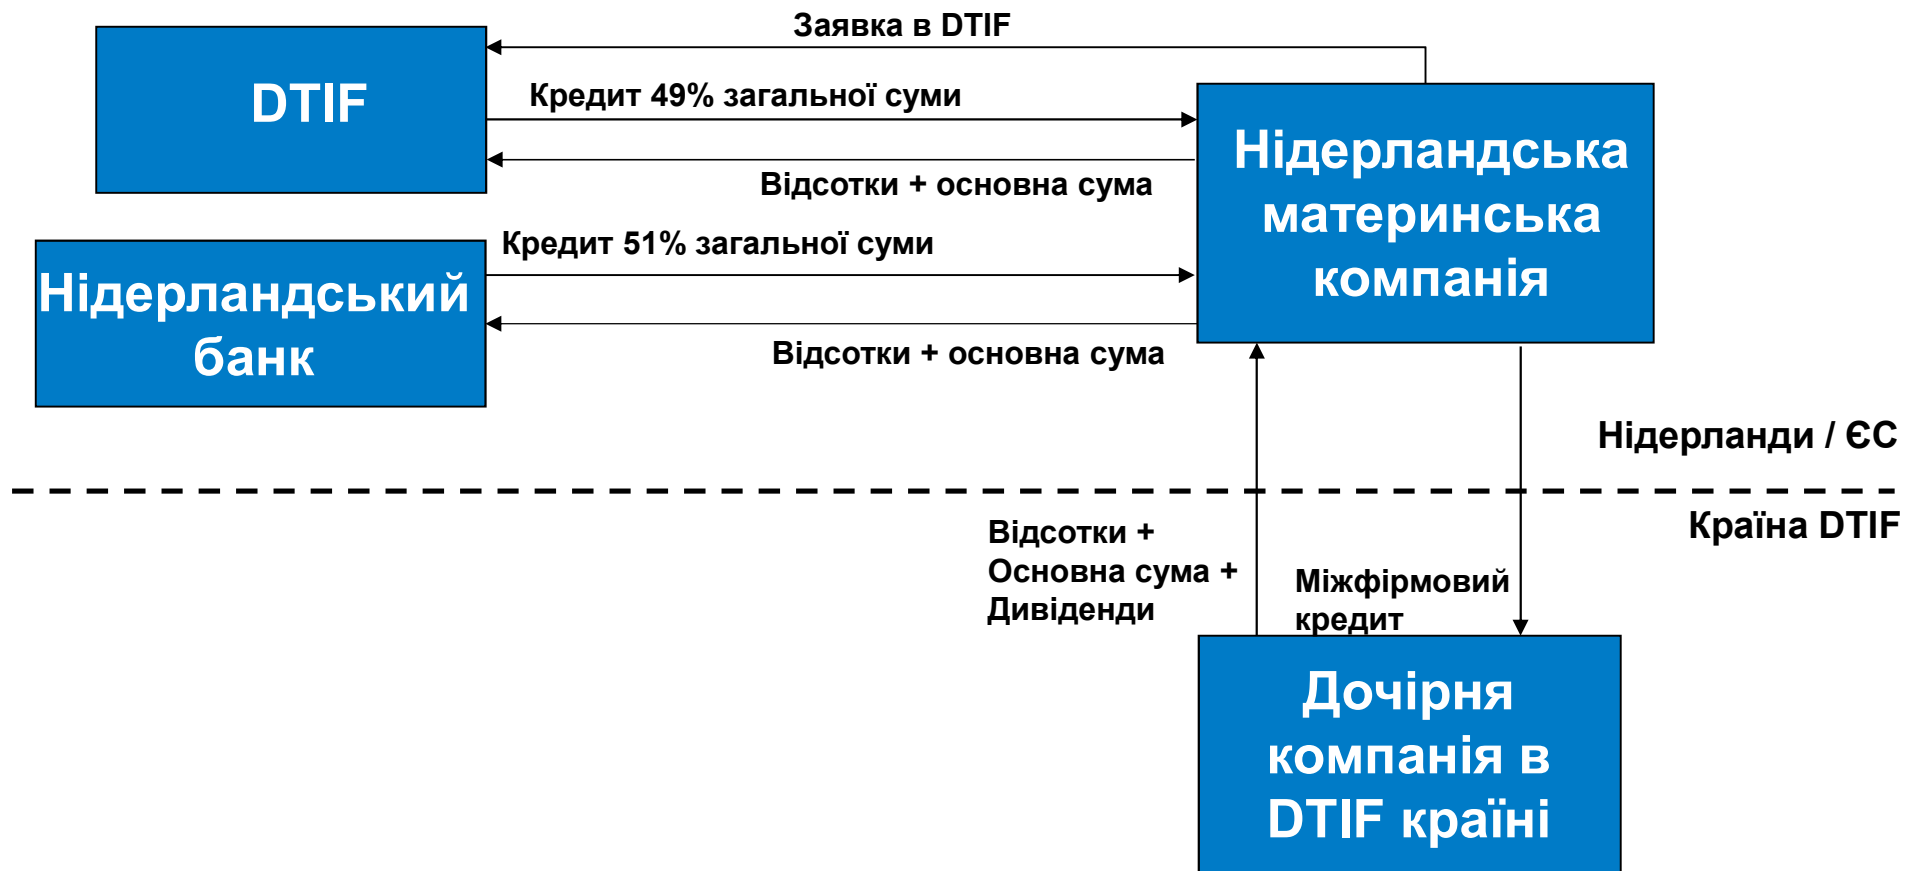 Заявка в DTIF
DTIF
Кредит 49% загальної суми
Відсотки + основна сума
Нідерландська
материнська
компанія
Кредит 51% загальної суми
Нідерландський
банк
Відсотки + основна сума
Нідерланди / ЄС
Країна DTIF
Відсотки +
Основна сума +
Дивіденди
Міжфірмовий
кредит
Дочірня
компанія в
DTIF країні